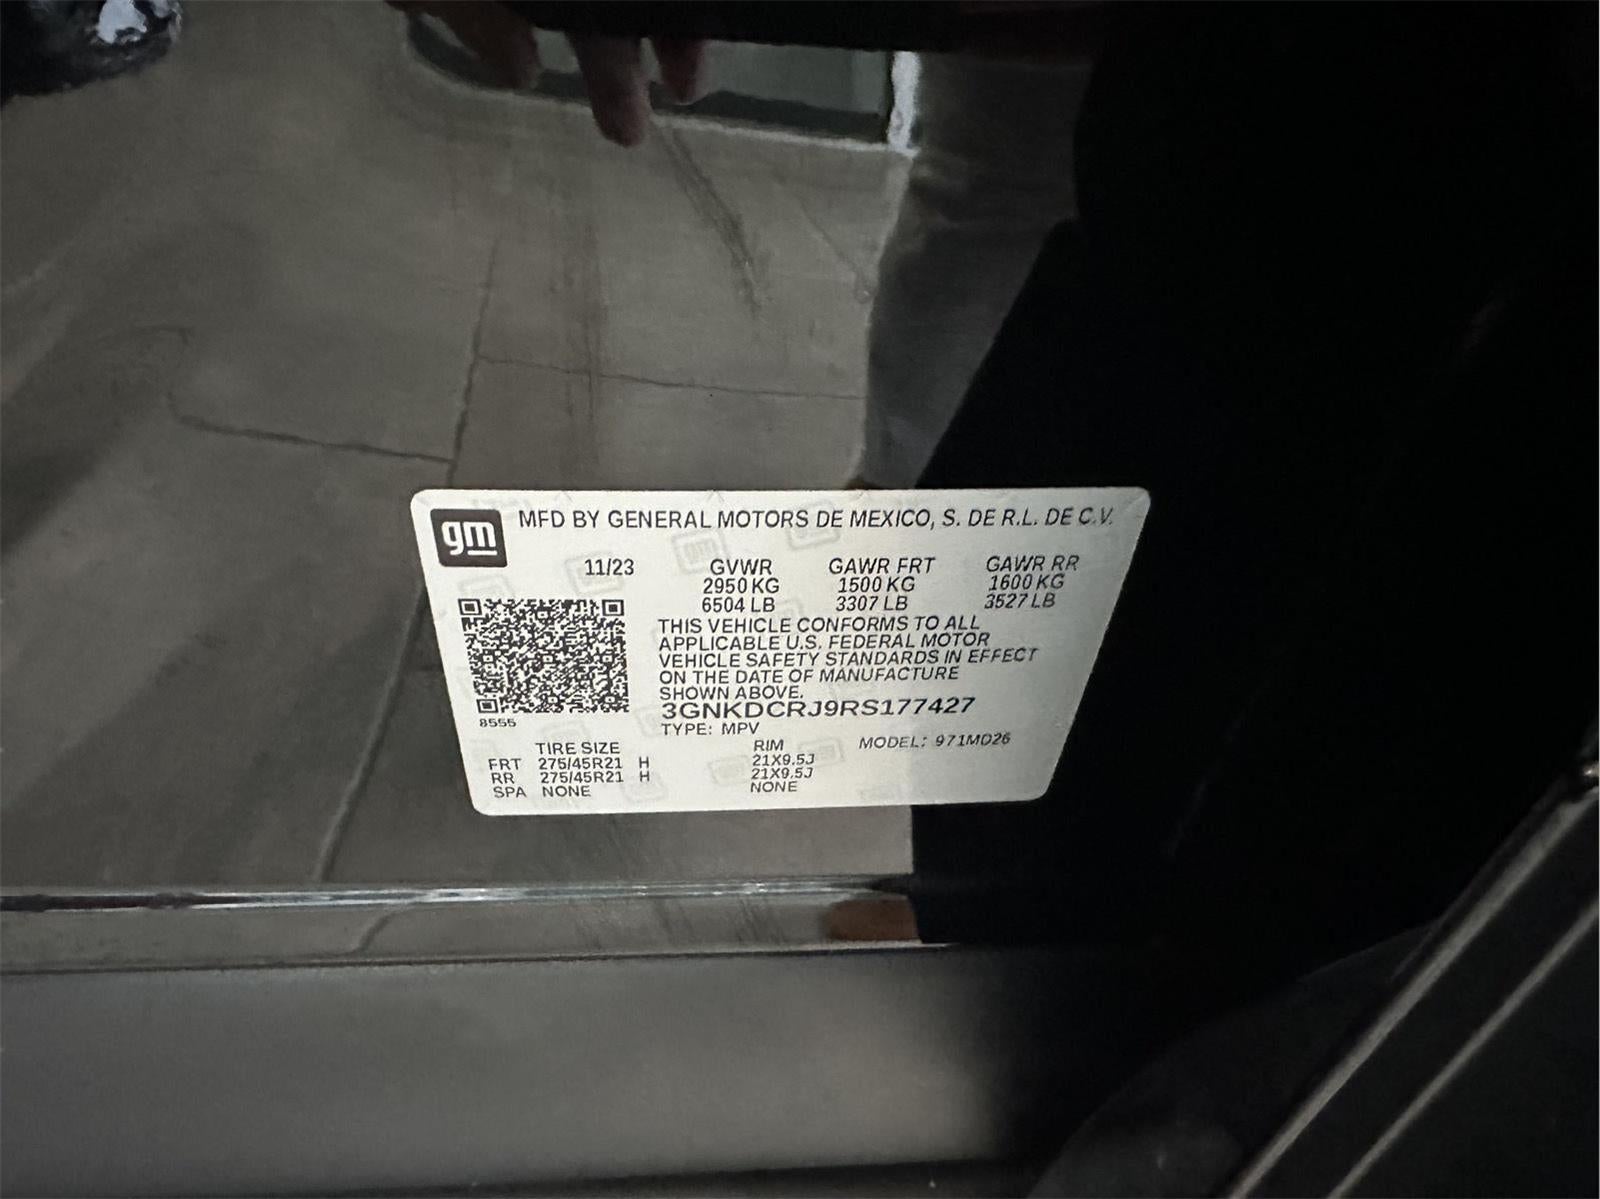 gm MFD BY GENERAL MOTORS DE MEXICO, S. DE R.L. DE C.V.
11/23 GVWR GAWR FRT GAWR RR
2950 KG 1500 KG 1600 KG
6504 LB 3307 LB 3527 LB
THIS VEHICLE CONFORMS TO ALL
APPLICABLE U.S. FEDERAL MOTOR
VEHICLE SAFETY STANDARDS IN EFFECT
ON THE DATE OF MANUFACTURE
SHOWN ABOVE.
3GNKDCRJ9RS177427
8555
TYPE: MPV
TIRE SIZE RIM MODEL: 971MD26
FRT 275/45R21 H 21X9.5J
RR 275/45R21 H 21X9.5J
SPA NONE NONE